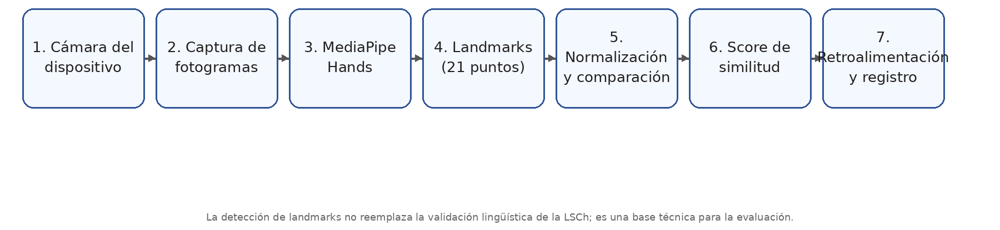 1. Cámara del
dispositivo
2. Captura de
fotogramas
3. MediaPipe
Hands
4. Landmarks
(21 puntos)
5.
Normalización
y comparación
6. Score de
similitud
7.
Retroalimentación
y registro
La detección de landmarks no reemplaza la validación lingüística de la LSCh; es una base técnica para la evaluación.